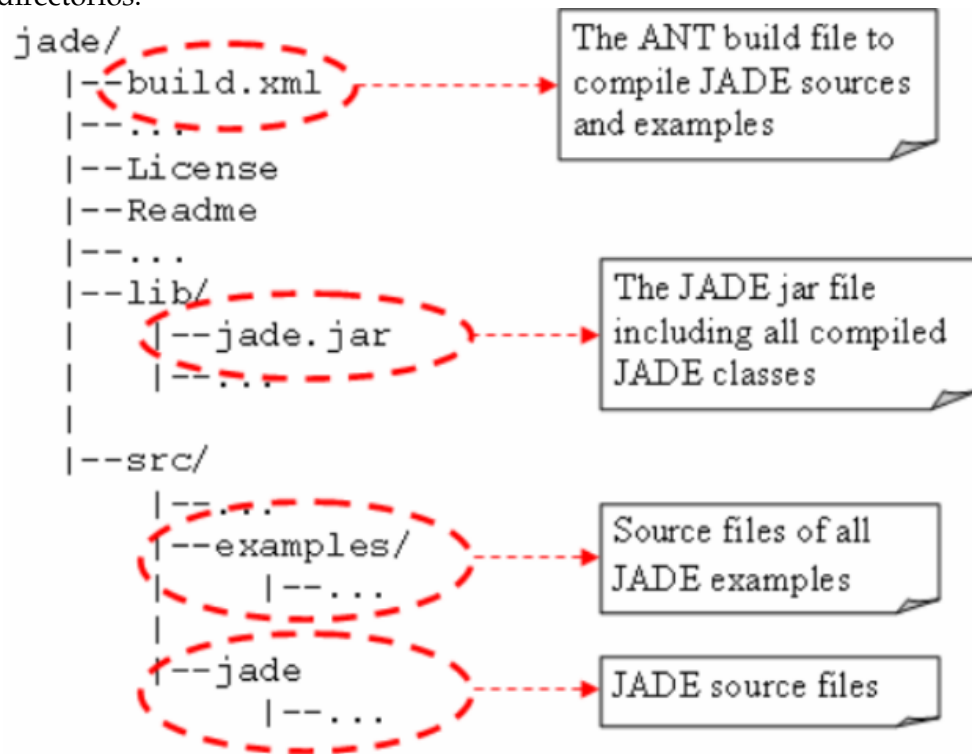 directorios.
jade/
|--build.xml
|--...
|--License
|--Readme
|--...
|--lib/
|--jade.jar
|--...
|
|--src/
|--...
|--examples/
|--...
|
|--jade
|--...
The ANT build file to
compile JADE sources
and examples
The JADE jar file
including all compiled
JADE classes
Source files of all
JADE examples
JADE source files